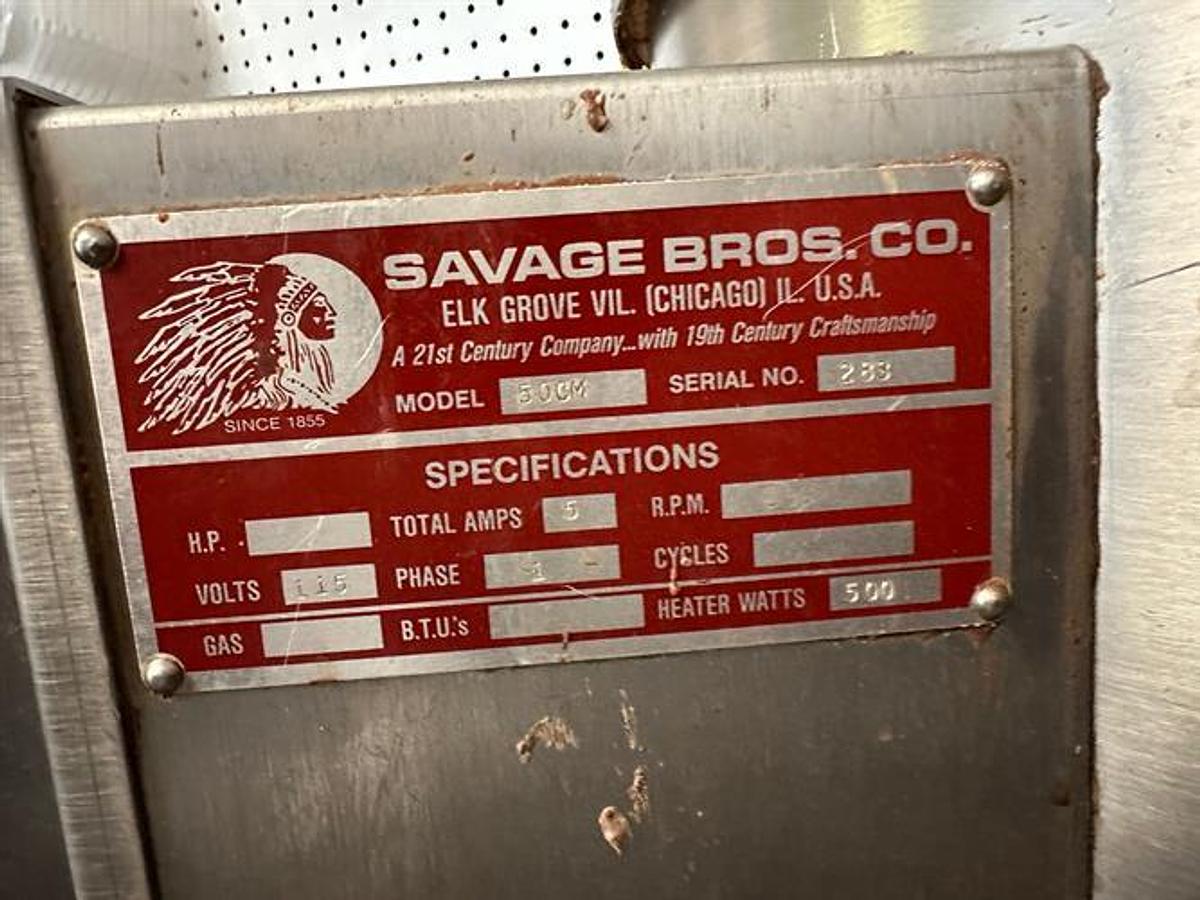 SAVAGE BROS. CO.
ELK GROVE VIL. (CHICAGO) IL. U.S.A.
A 21st Century Company...with 19th Century Craftsmanship
SINCE 1855
MODEL 50CM SERIAL NO. 283
SPECIFICATIONS
H.P. TOTAL AMPS 5 R.P.M.
VOLTS 115 PHASE 1 CYCLES
GAS B.T.U.'s HEATER WATTS 500